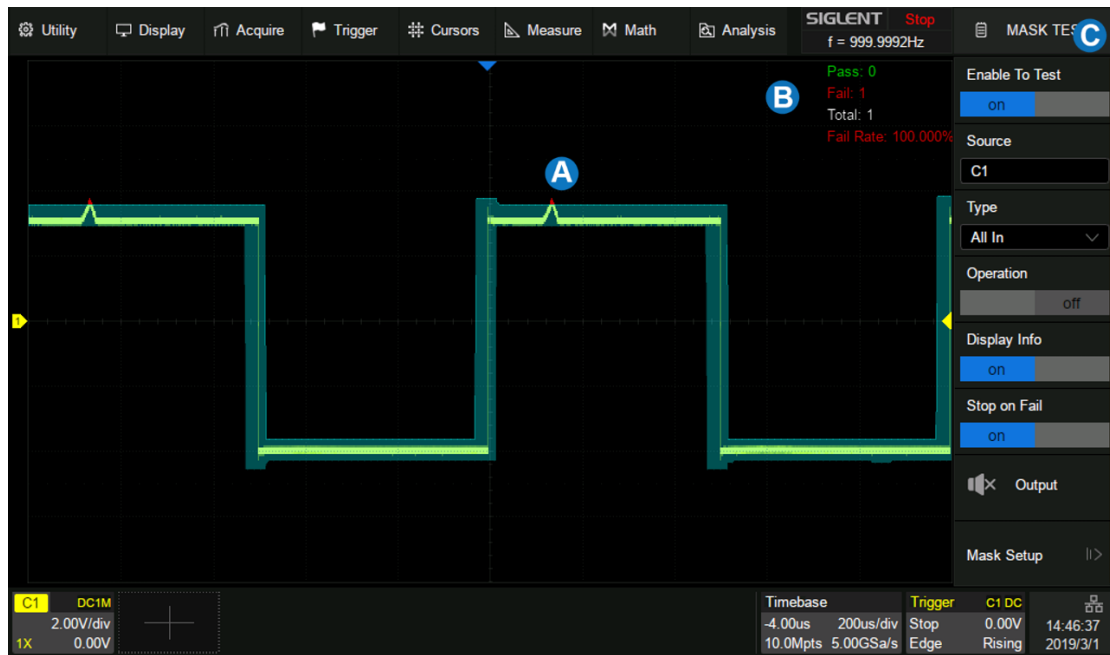 Utility Display Acquire Trigger Cursors Measure Math Analysis
SIGLENT Stop
f = 999.9992Hz
MASK TES
C
Pass: 0
Fail: 1
Total: 1
Fail Rate: 100.000%
B
A
1
Enable To Test
on
Source
C1
Type
All In
Operation
off
Display Info
on
Stop on Fail
on
Output
Mask Setup
C1 DC1M
2.00V/div
1X 0.00V
Timebase
-4.00us 200us/div
10.0Mpts 5.00GSa/s
Trigger C1 DC
Stop 0.00V
Edge Rising
14:46:37
2019/3/1